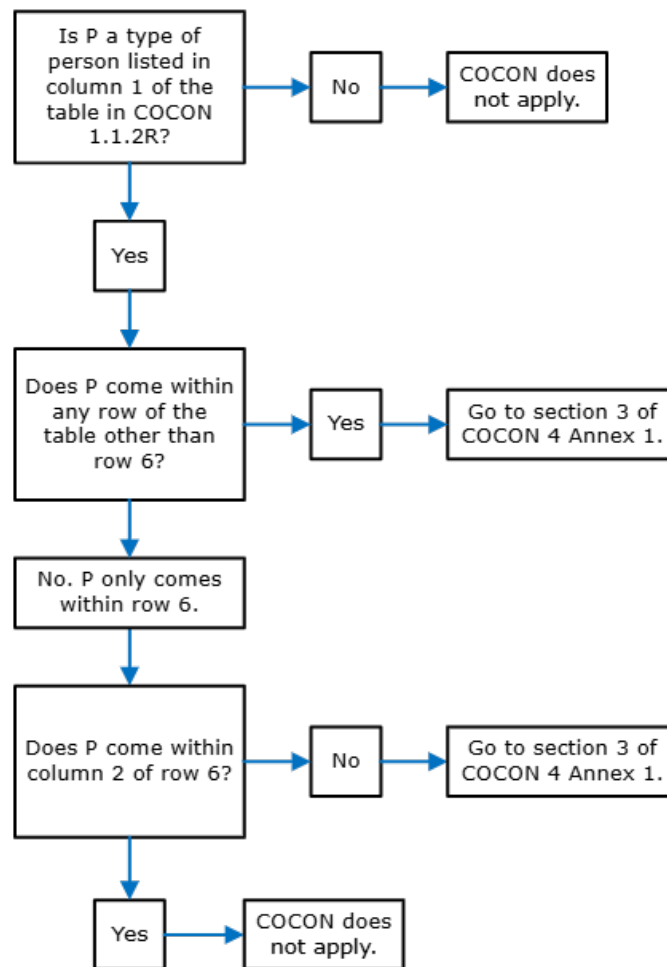 Is P a type of
person listed in
column 1 of the
table in COCON
1.1.2R?
No
COCON does
not apply.
Yes
Does P come within
any row of the
table other than
row 6?
Yes
Go to section 3 of
COCON 4 Annex 1.
No. P only comes
within row 6.
Does P come within
column 2 of row 6?
No
Go to section 3 of
COCON 4 Annex 1.
Yes
COCON does
not apply.